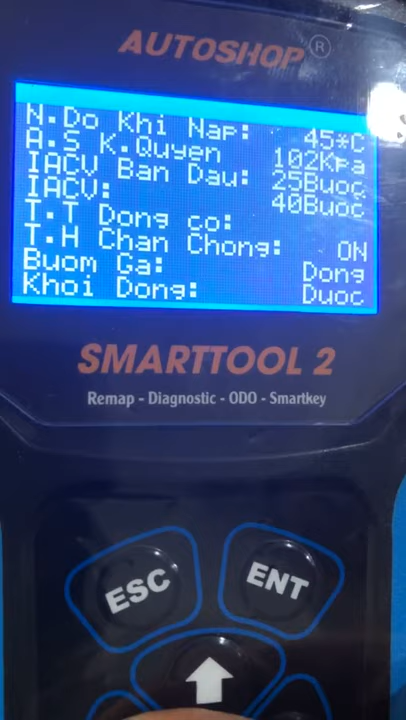 AUTOSHOP®
N.Do Khi Nap: 45*C
A.S K.Quyen 102Kpa
IACV Ban Dau: 25Buoc
IACV: 40Buoc
T.T Dong co:
T.H Chan Chong: ON
Buom Ga: Dong
Khoi Dong: Duoc
SMARTTOOL 2
Remap - Diagnostic - ODO - Smartkey
ESC
ENT